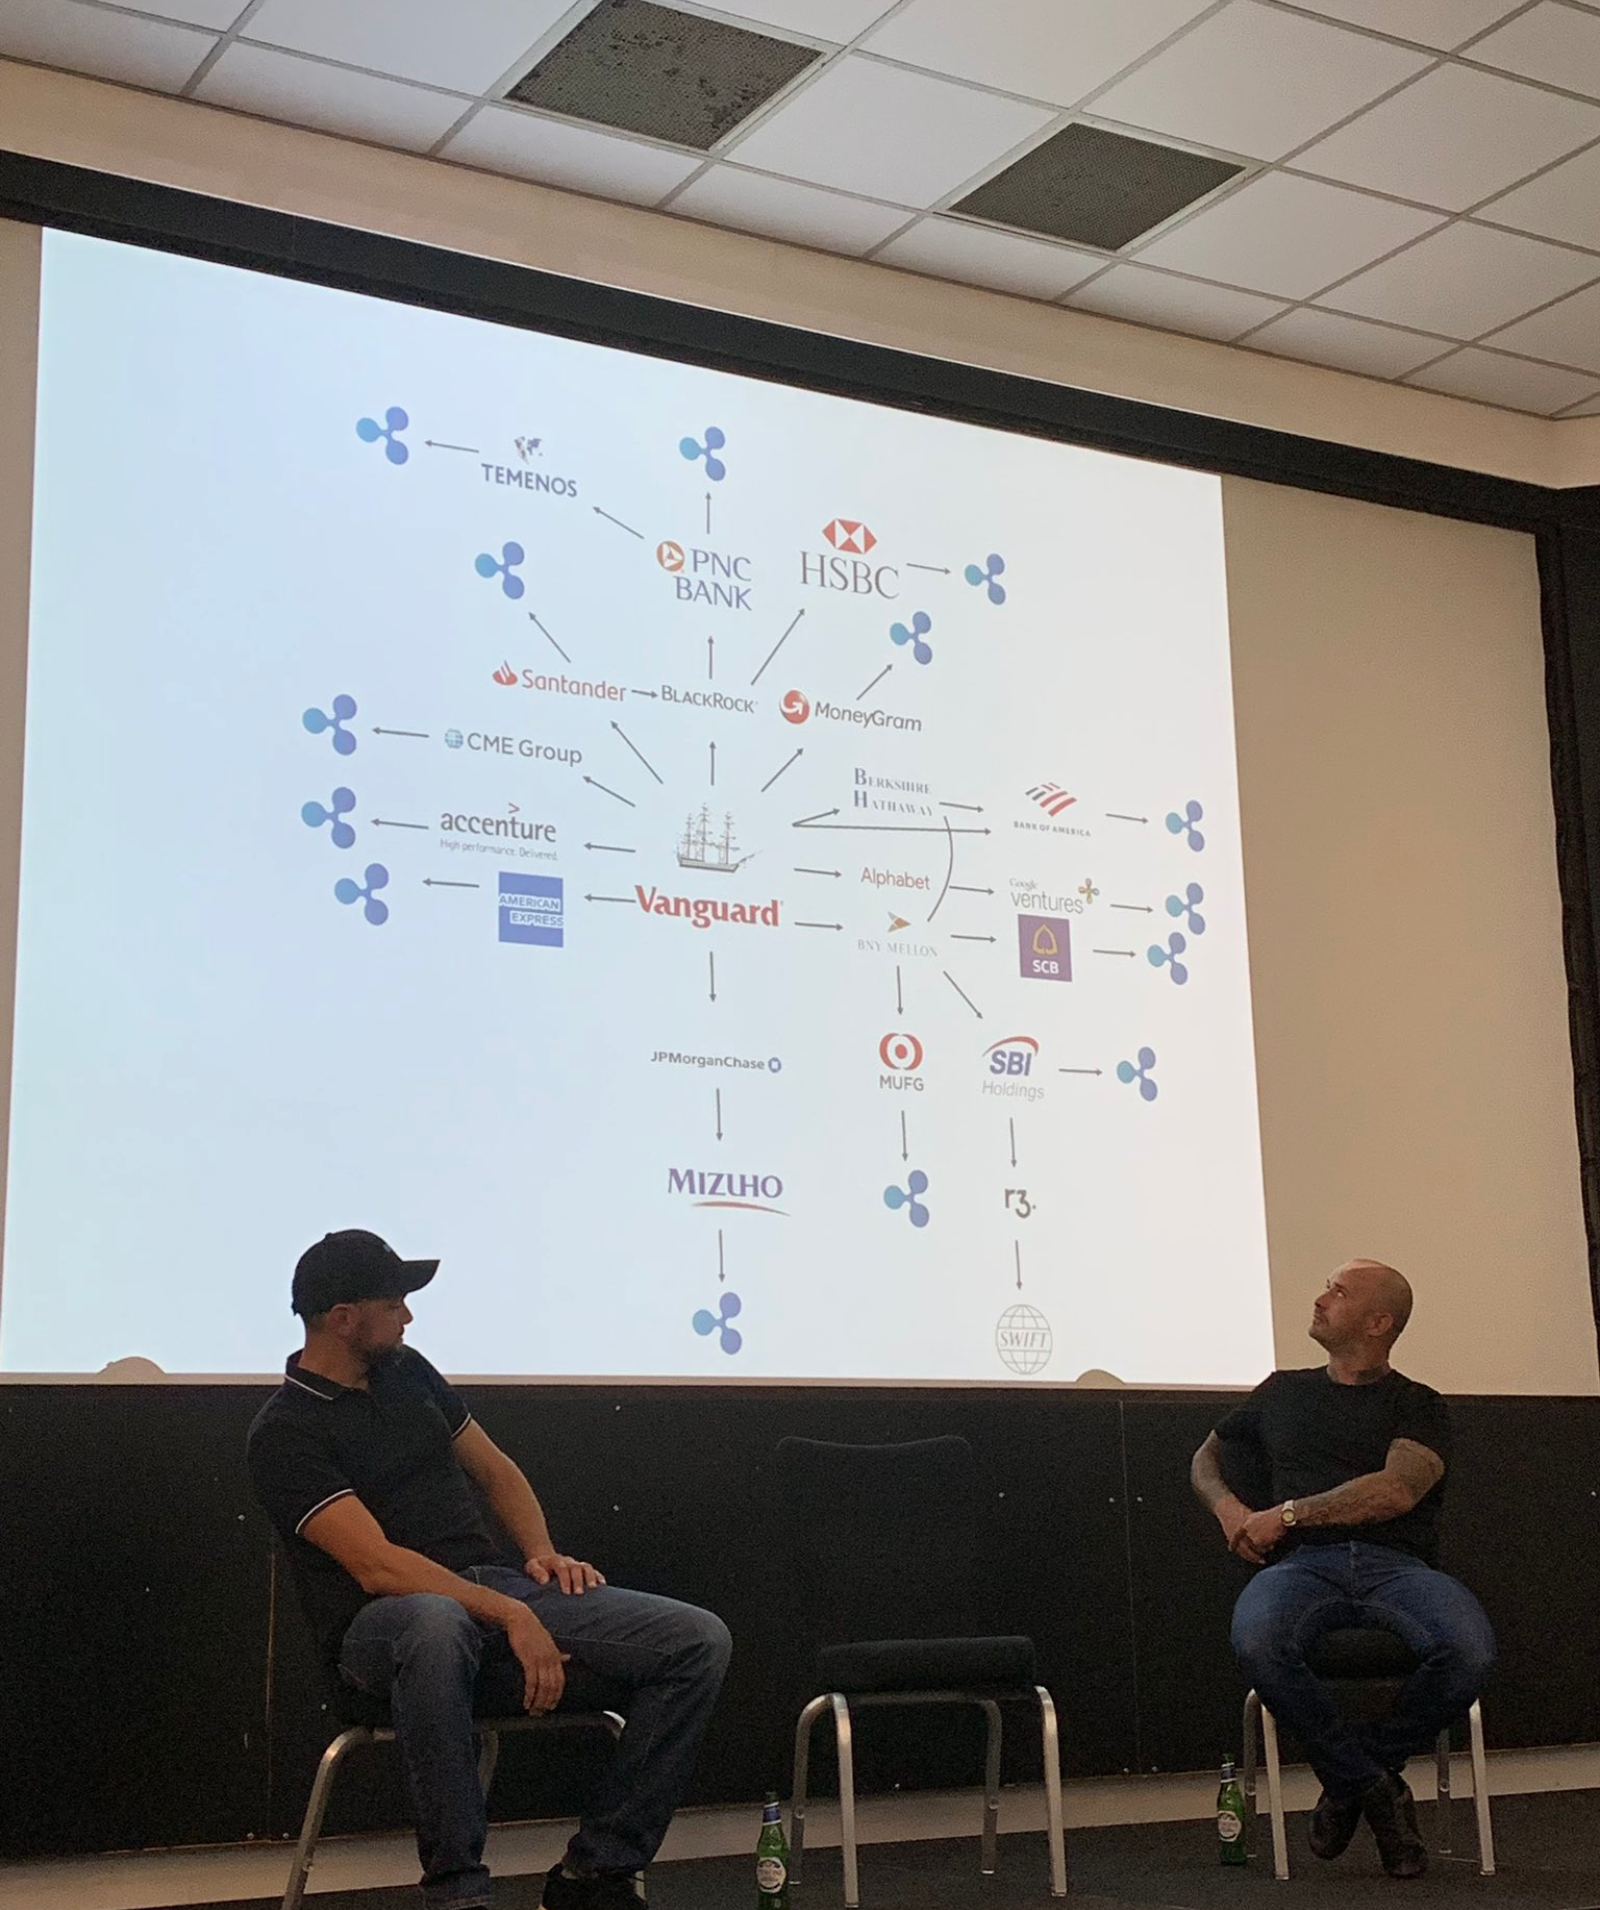 TEMENOS
PNC
BANK
HSBC
Santander
BLACKROCK
MoneyGram
CME Group
BERKSHIRE
HATHAWAY
BANK OF AMERICA
accenture
High performance. Delivered.
Alphabet
Google
ventures
AMERICAN
EXPRESS
Vanguard
BNY MELLON
SCB
JPMorganChase
MUFG
SBI
Holdings
MIZUHO
r3.
SWIFT